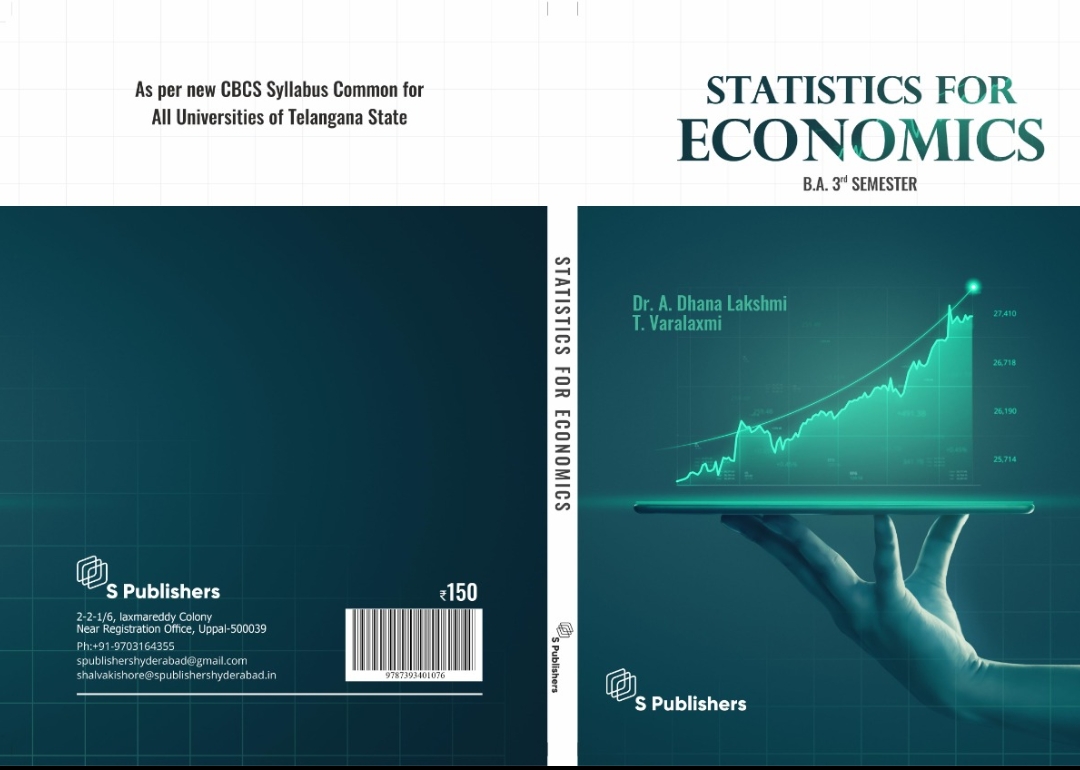 As per new CBCS Syllabus Common for
All Universities of Telangana State
S Publishers
2-2-1/6, laxmareddy Colony
Near Registration Office, Uppal-500039
Ph:+91-9703164355
spublishershyderabad@gmail.com
shalvakishore@spublishershyderabad.in
₹150
9787393401076
STATISTICS FOR ECONOMICS
S Publishers
STATISTICS FOR
ECONOMICS
B.A. 3rd SEMESTER
Dr. A. Dhana Lakshmi
T. Varalaxmi
27,410
26,718
26,190
25,714
S Publishers